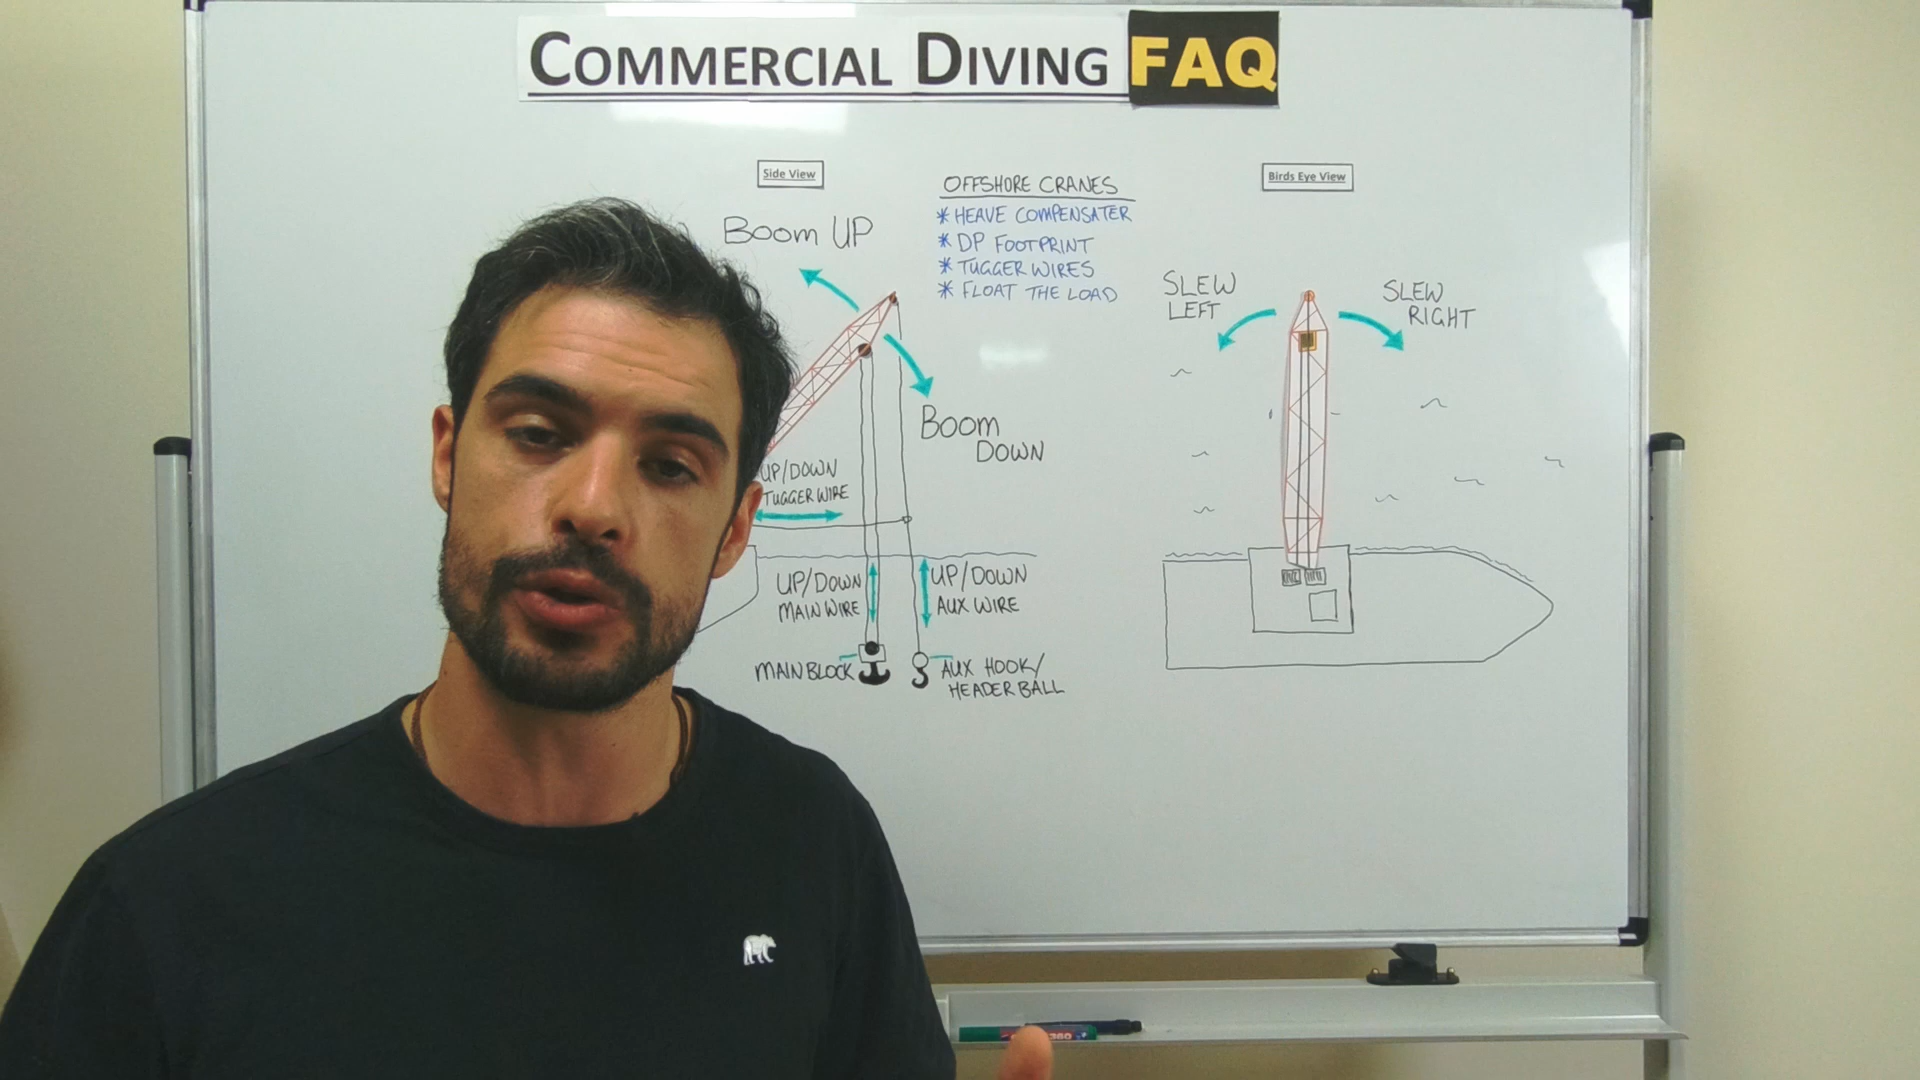 COMMERCIAL DIVING FAQ
Side View
BOOM UP
OFFSHORE CRANES
* HEAVE COMPENSATER
* DP FOOTPRINT
* TUGGER WIRES
* FLOAT THE LOAD
Birds Eye View
SLEW
LEFT
SLEW
RIGHT
BOOM
DOWN
UP/DOWN
TUGGER WIRE
UP/DOWN
MAIN WIRE
UP/DOWN
AUX WIRE
MAIN BLOCK
AUX HOOK/
HEADER BALL
360